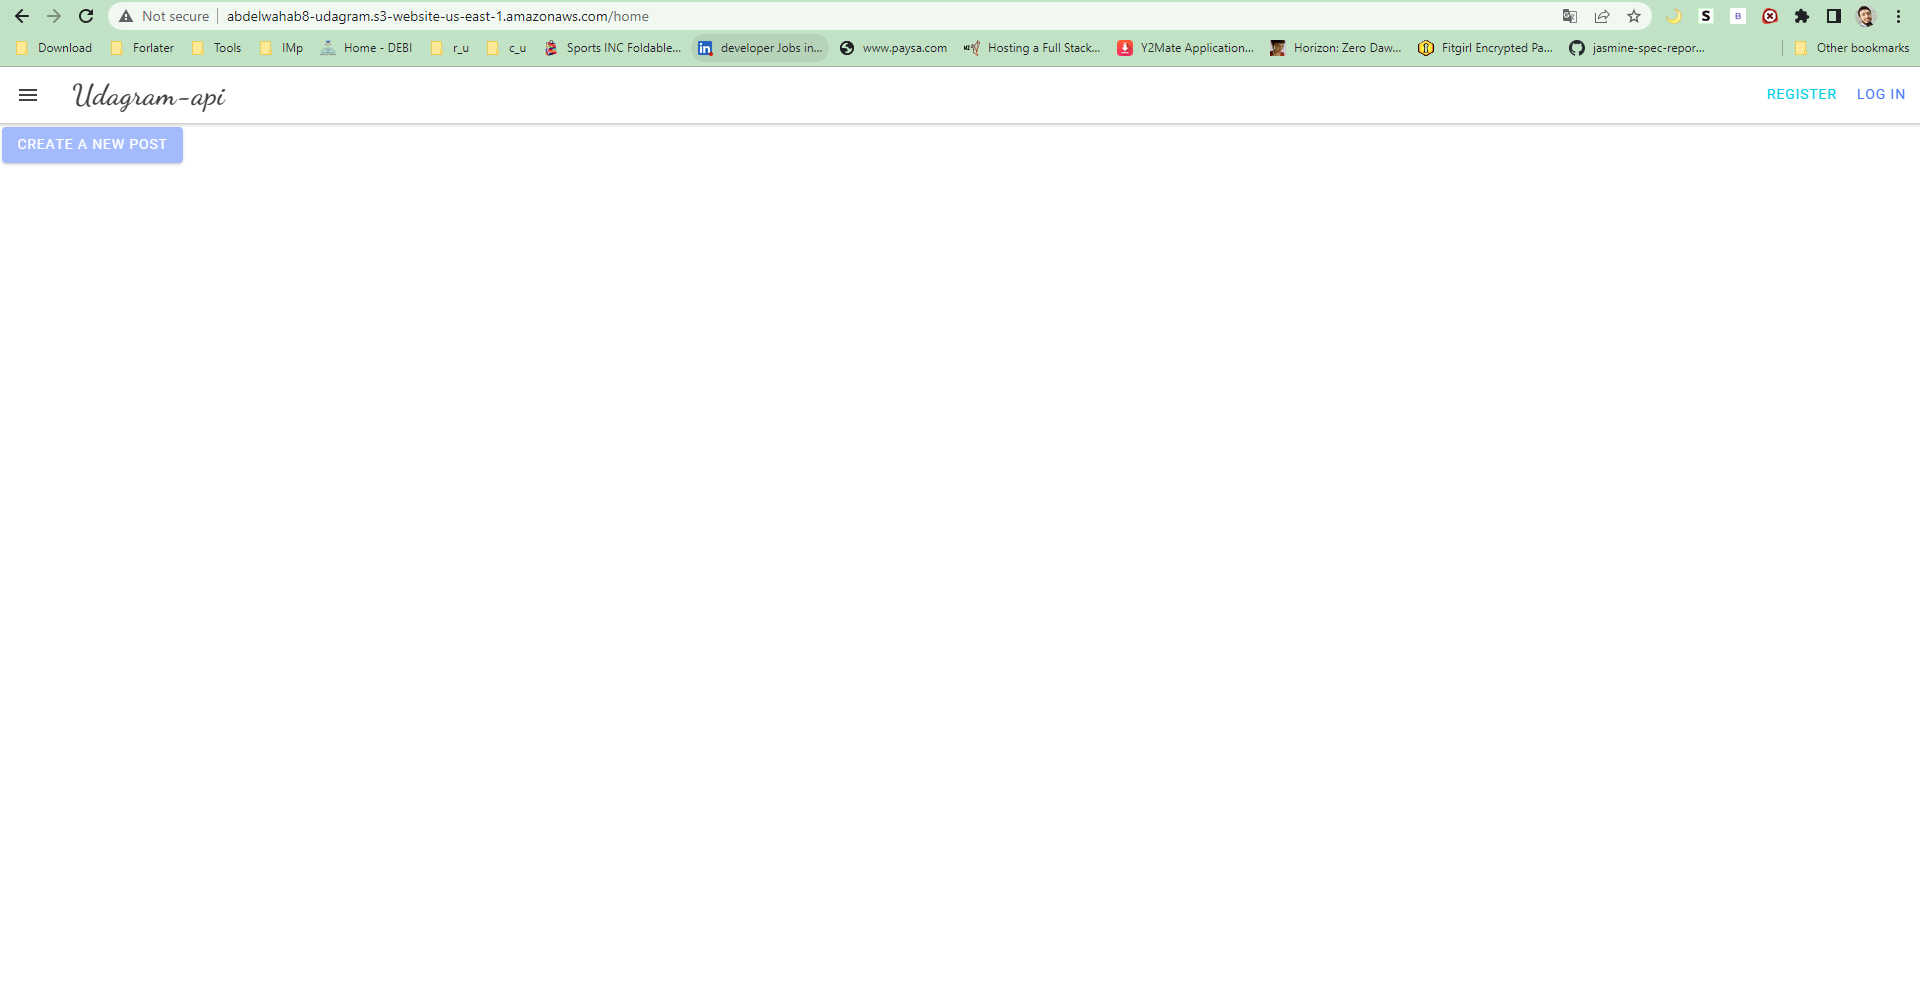 Not secure abdelwahab8-udagram.s3-website-us-east-1.amazonaws.com/home S B
Download Forlater Tools IMp Home - DEBI r_u c_u Sports INC Foldable... developer Jobs in... www.paysa.com Hosting a Full Stack... Y2Mate Application... Horizon: Zero Daw... Fitgirl Encrypted Pa... jasmine-spec-repor... Other bookmarks
Udagram-api REGISTER LOG IN
CREATE A NEW POST